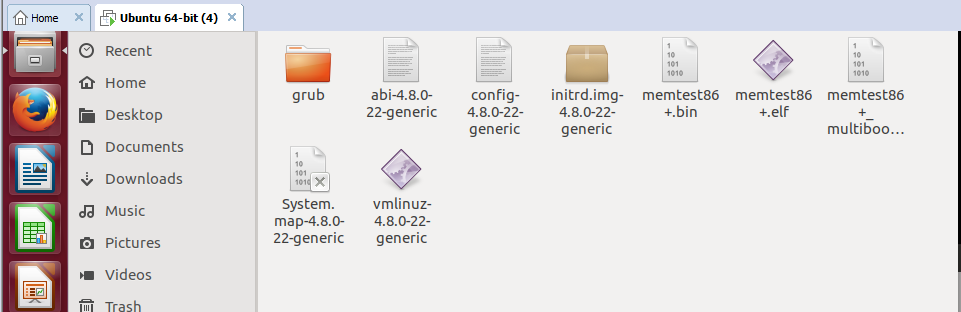 Home
Ubuntu 64-bit (4)
Recent
Home
Desktop
Documents
Downloads
Music
Pictures
Videos
Trash
grub
abi-4.8.0-
22-generic
config-
4.8.0-22-
generic
initrd.img-
4.8.0-22-
generic
memtest86
+.bin
memtest86
+.elf
memtest86
+_
multiboo…
System.
map-4.8.0-
22-generic
vmlinuz-
4.8.0-22-
generic